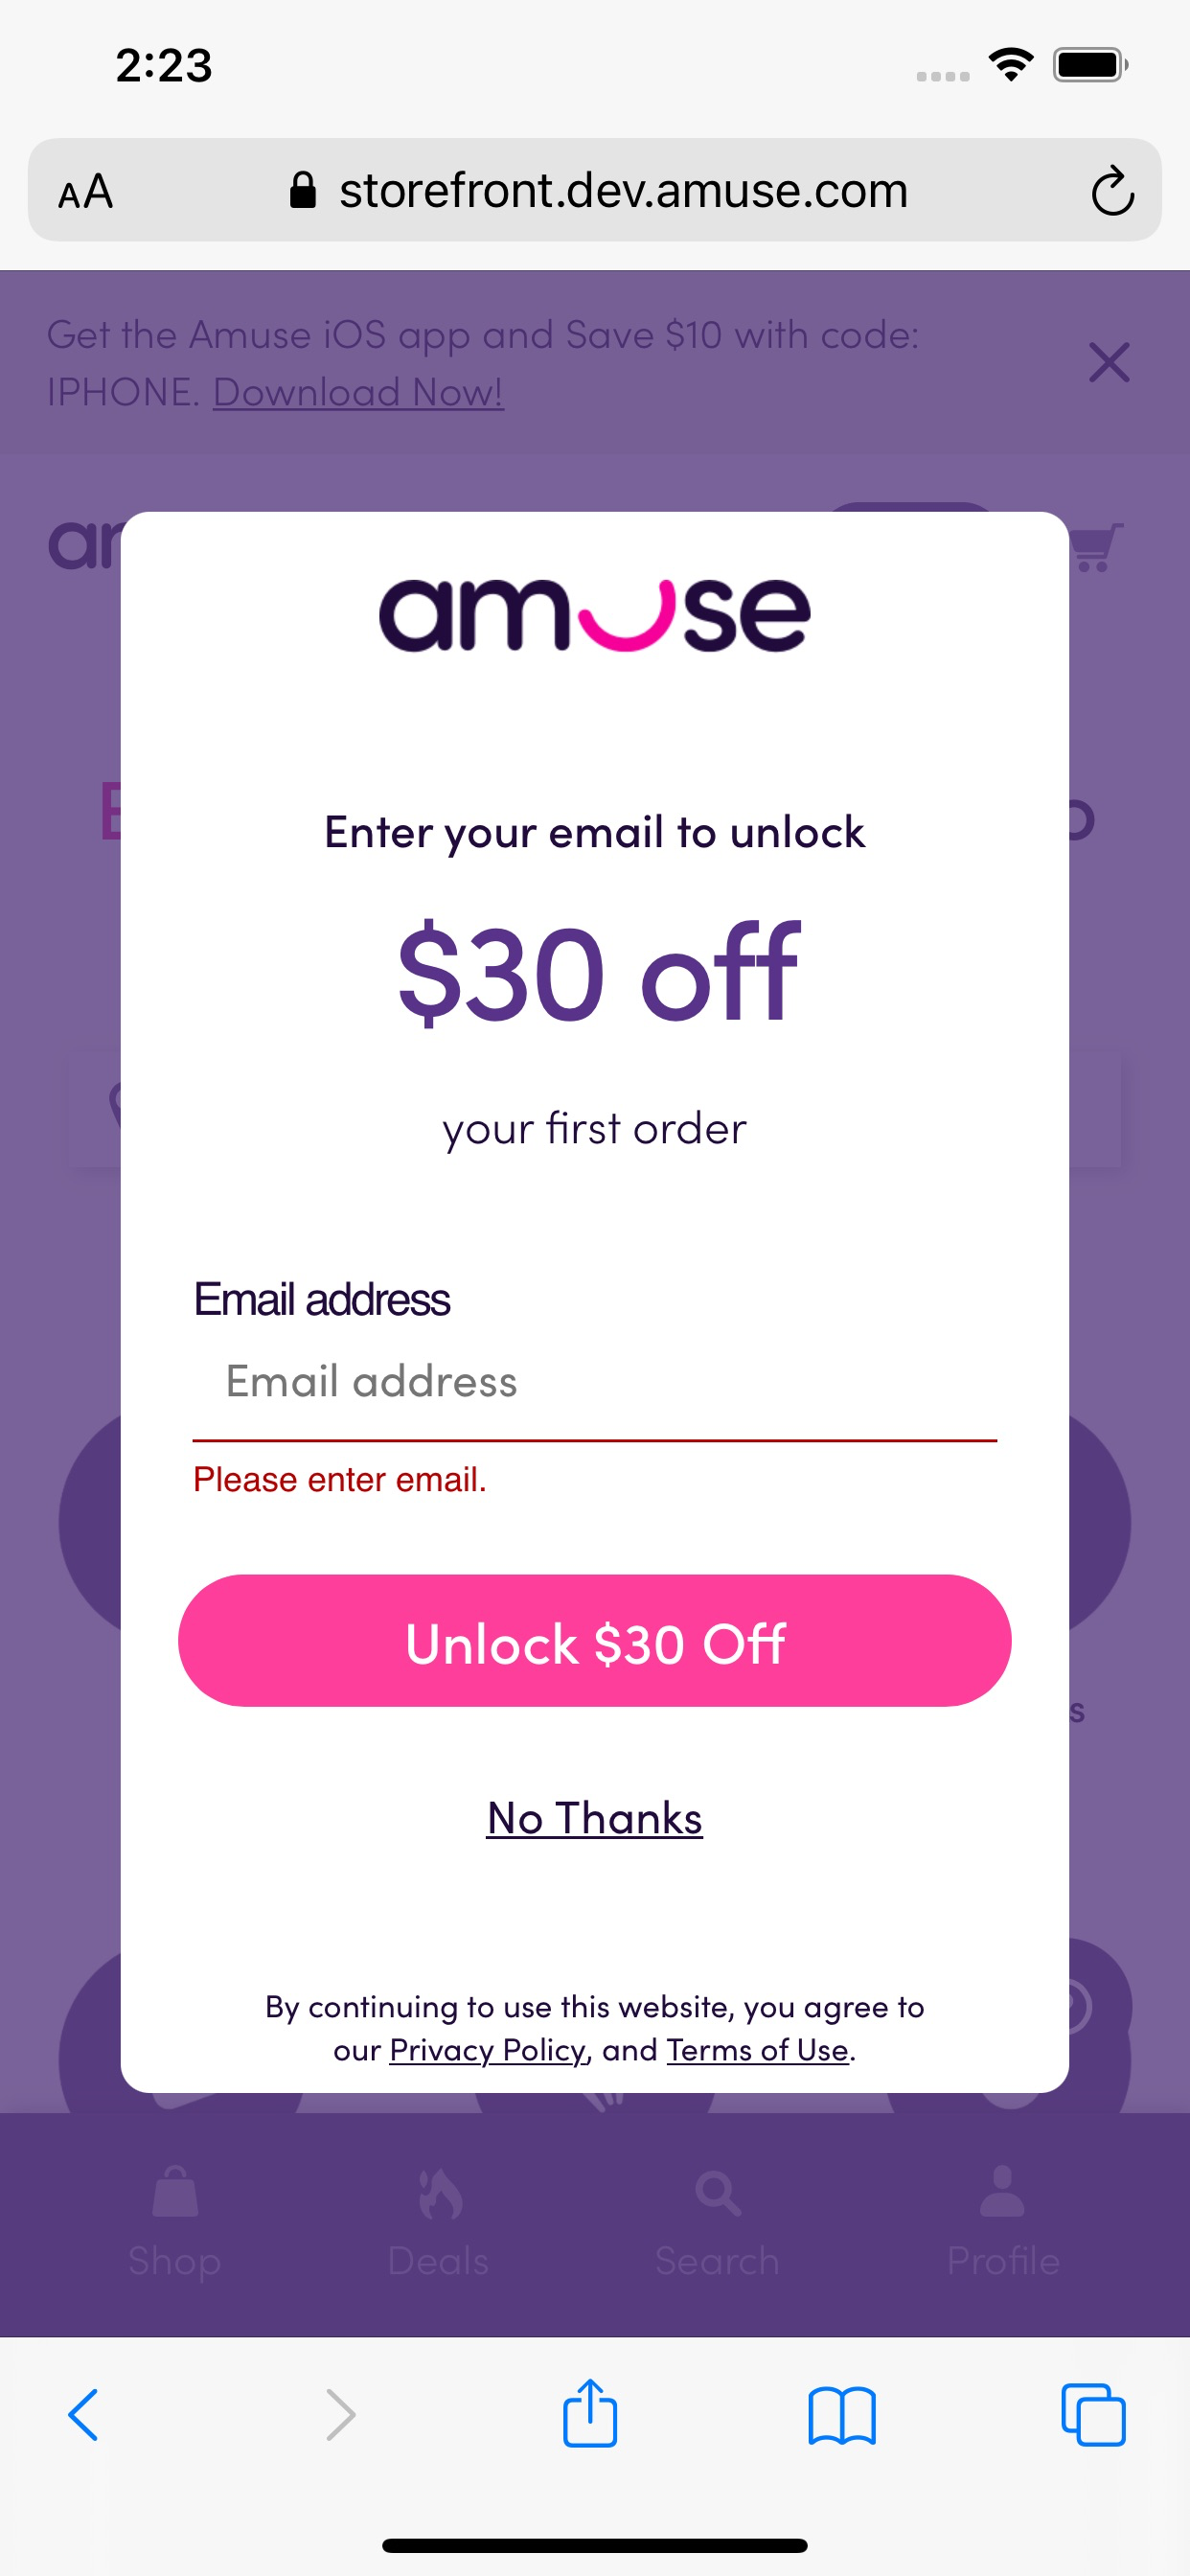 2:23
AA storefront.dev.amuse.com
Get the Amuse iOS app and Save $10 with code:
IPHONE. Download Now!
amuse
Enter your email to unlock
$30 off
your first order
Email address
Email address
Please enter email.
Unlock $30 Off
No Thanks
By continuing to use this website, you agree to
our Privacy Policy, and Terms of Use.
Shop Deals Search Profile